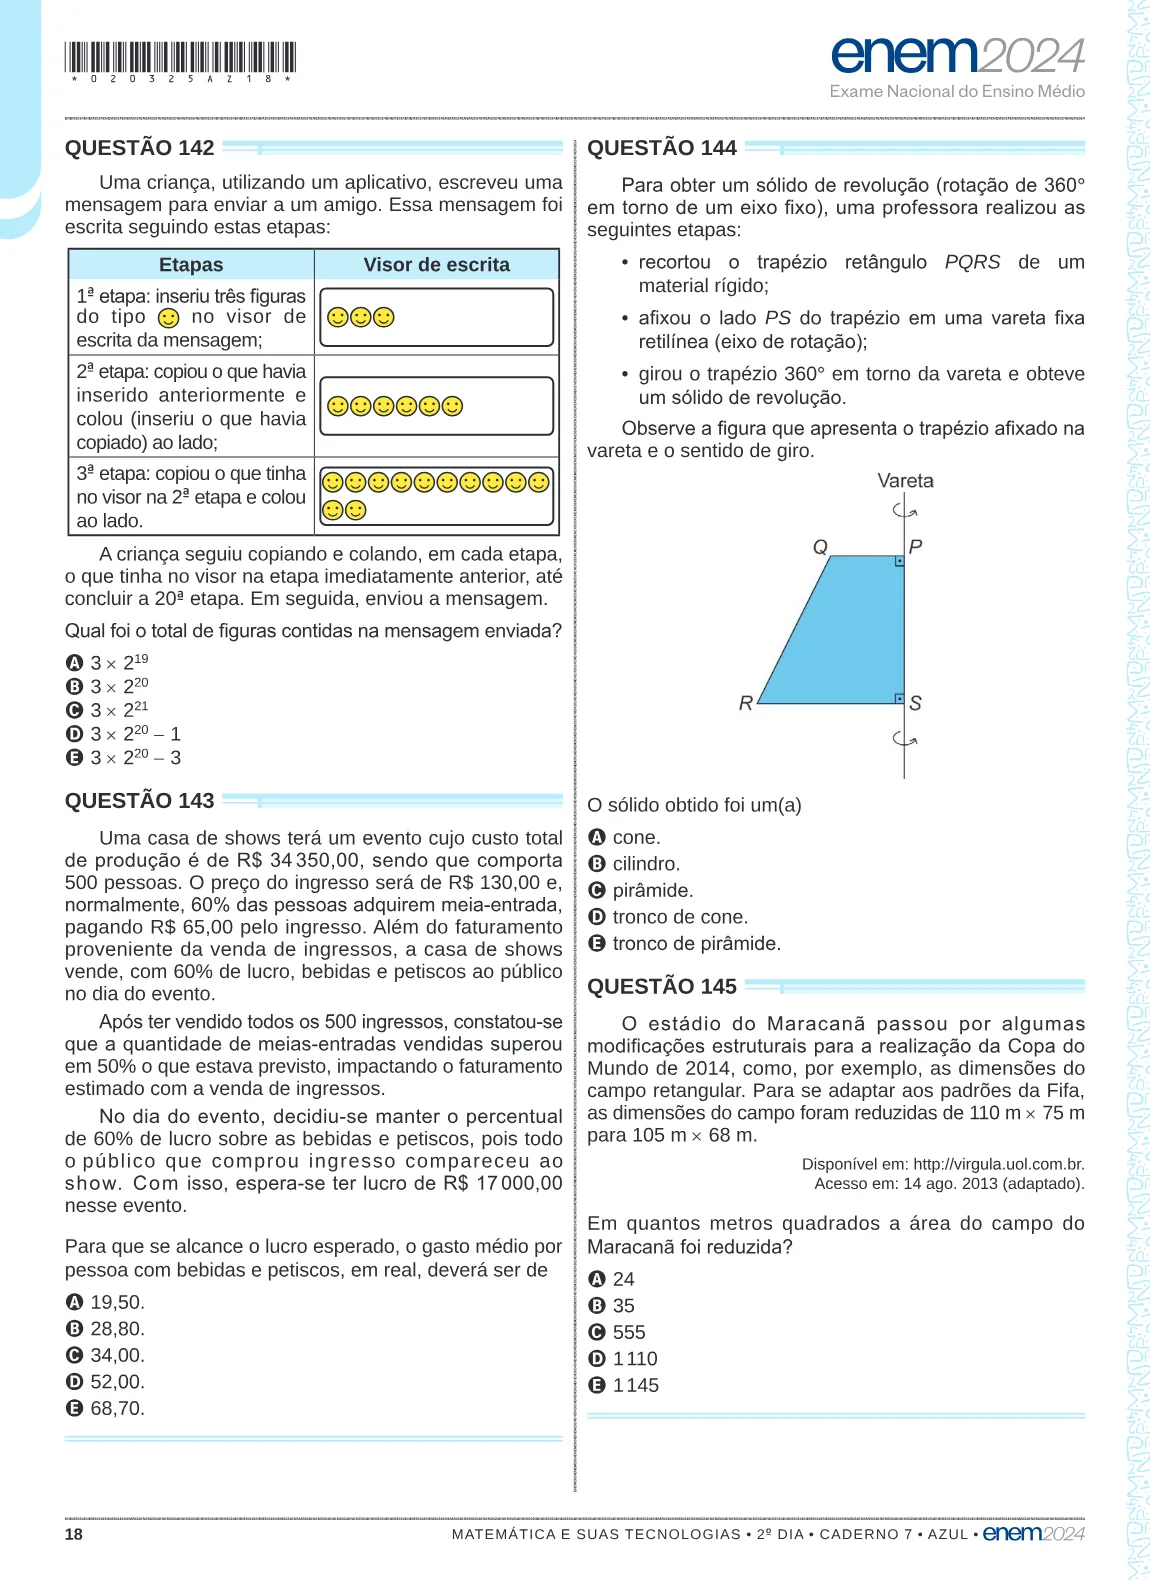 *020325AZ18*
enem2024
Exame Nacional do Ensino Médio
QUESTÃO 142
Uma criança, utilizando um aplicativo, escreveu uma
mensagem para enviar a um amigo. Essa mensagem foi
escrita seguindo estas etapas:
Etapas
Visor de escrita
1ª etapa: inseriu três figuras
do tipo no visor de
escrita da mensagem;
2ª etapa: copiou o que havia
inserido anteriormente e
colou (inseriu o que havia
copiado) ao lado;
3ª etapa: copiou o que tinha
no visor na 2ª etapa e colou
ao lado.
A criança seguiu copiando e colando, em cada etapa,
o que tinha no visor na etapa imediatamente anterior, até
concluir a 20ª etapa. Em seguida, enviou a mensagem.
Qual foi o total de figuras contidas na mensagem enviada?
A 3 × 2¹⁹
B 3 × 2²⁰
C 3 × 2²¹
D 3 × 2²⁰ – 1
E 3 × 2²⁰ – 3
QUESTÃO 143
Uma casa de shows terá um evento cujo custo total
de produção é de R$ 34 350,00, sendo que comporta
500 pessoas. O preço do ingresso será de R$ 130,00 e,
normalmente, 60% das pessoas adquirem meia-entrada,
pagando R$ 65,00 pelo ingresso. Além do faturamento
proveniente da venda de ingressos, a casa de shows
vende, com 60% de lucro, bebidas e petiscos ao público
no dia do evento.
Após ter vendido todos os 500 ingressos, constatou-se
que a quantidade de meias-entradas vendidas superou
em 50% o que estava previsto, impactando o faturamento
estimado com a venda de ingressos.
No dia do evento, decidiu-se manter o percentual
de 60% de lucro sobre as bebidas e petiscos, pois todo
o público que comprou ingresso compareceu ao
show. Com isso, espera-se ter lucro de R$ 17 000,00
nesse evento.
Para que se alcance o lucro esperado, o gasto médio por
pessoa com bebidas e petiscos, em real, deverá ser de
A 19,50.
B 28,80.
C 34,00.
D 52,00.
E 68,70.
QUESTÃO 144
Para obter um sólido de revolução (rotação de 360°
em torno de um eixo fixo), uma professora realizou as
seguintes etapas:
• recortou o trapézio retângulo PQRS de um
material rígido;
• afixou o lado PS do trapézio em uma vareta fixa
retilínea (eixo de rotação);
• girou o trapézio 360° em torno da vareta e obteve
um sólido de revolução.
Observe a figura que apresenta o trapézio afixado na
vareta e o sentido de giro.
Vareta
Q P
R S
O sólido obtido foi um(a)
A cone.
B cilindro.
C pirâmide.
D tronco de cone.
E tronco de pirâmide.
QUESTÃO 145
O estádio do Maracanã passou por algumas
modificações estruturais para a realização da Copa do
Mundo de 2014, como, por exemplo, as dimensões do
campo retangular. Para se adaptar aos padrões da Fifa,
as dimensões do campo foram reduzidas de 110 m × 75 m
para 105 m × 68 m.
Disponível em: http://virgula.uol.com.br.
Acesso em: 14 ago. 2013 (adaptado).
Em quantos metros quadrados a área do campo do
Maracanã foi reduzida?
A 24
B 35
C 555
D 1 110
E 1 145
18
MATEMÁTICA E SUAS TECNOLOGIAS • 2º DIA • CADERNO 7 • AZUL • enem2024